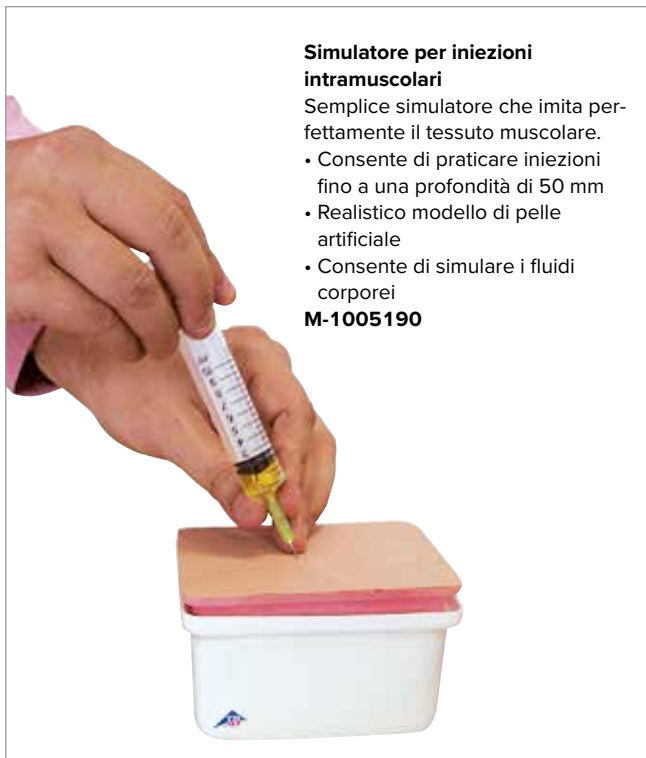 Simulatore per iniezioni
intramuscolari
Semplice simulatore che imita per-
fettamente il tessuto muscolare.
• Consente di praticare iniezioni
fino a una profondità di 50 mm
• Realistico modello di pelle
artificiale
• Consente di simulare i fluidi
corporei
M-1005190